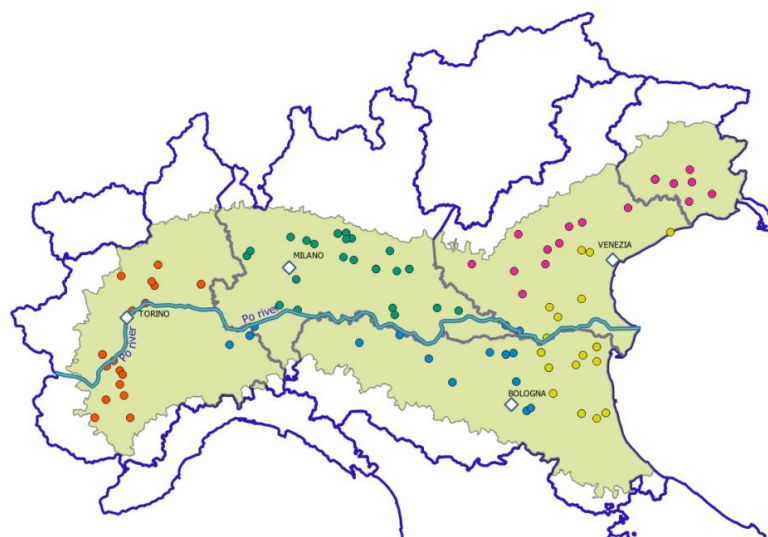 VENEZIA
MILANO
Po river
TORINO
Po river
BOLOGNA